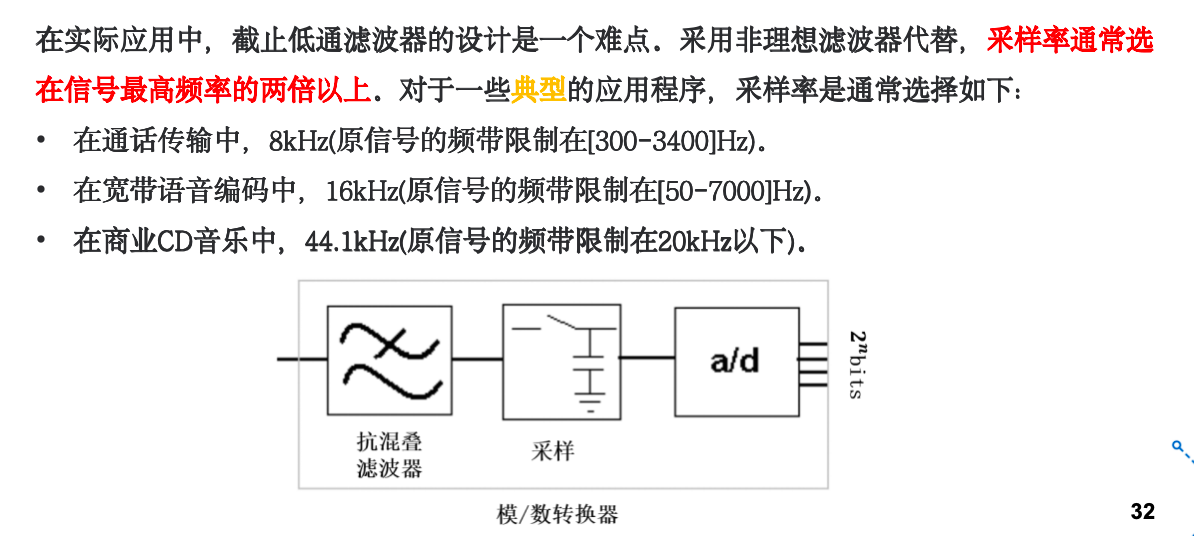 在实际应用中，截止低通滤波器的设计是一个难点．采用非理想滤波器代替，采样率通常选
在信号最高频率的两倍以上．对于一些典型的应用程序，采样率是通常选择如下：
• 在通话传输中，8kHz(原信号的频带限制在[300-3400]Hz)．
• 在宽带语音编码中，16kHz(原信号的频带限制在[50-7000]Hz)．
• 在商业CD音乐中，44.1kHz(原信号的频带限制在20kHz以下)．
a/d
2ⁿbits
抗混叠
滤波器
采样
模/数转换器
32